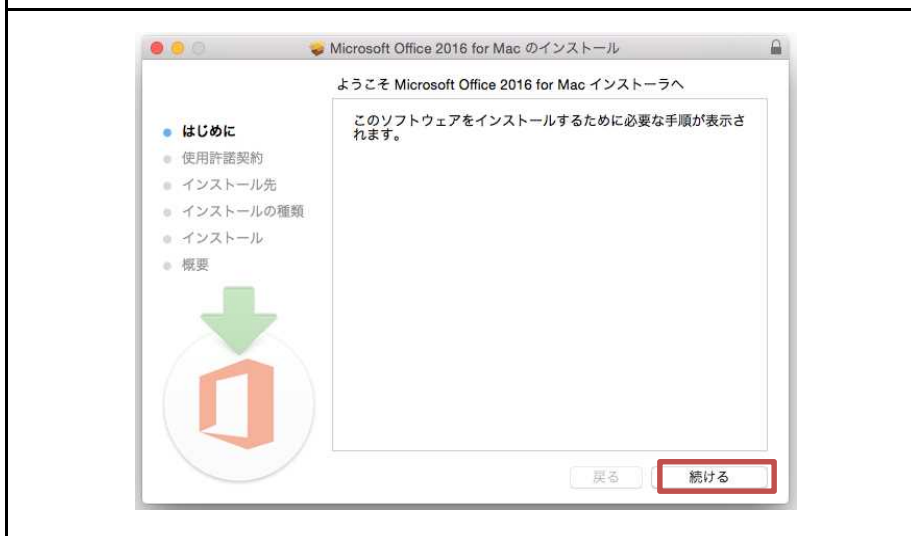 Microsoft Office 2016 for Mac のインストール
ようこそ Microsoft Office 2016 for Mac インストーラへ
はじめに
使用許諾契約
インストール先
インストールの種類
インストール
概要
このソフトウェアをインストールするために必要な手順が表示さ
れます。
戻る
続ける